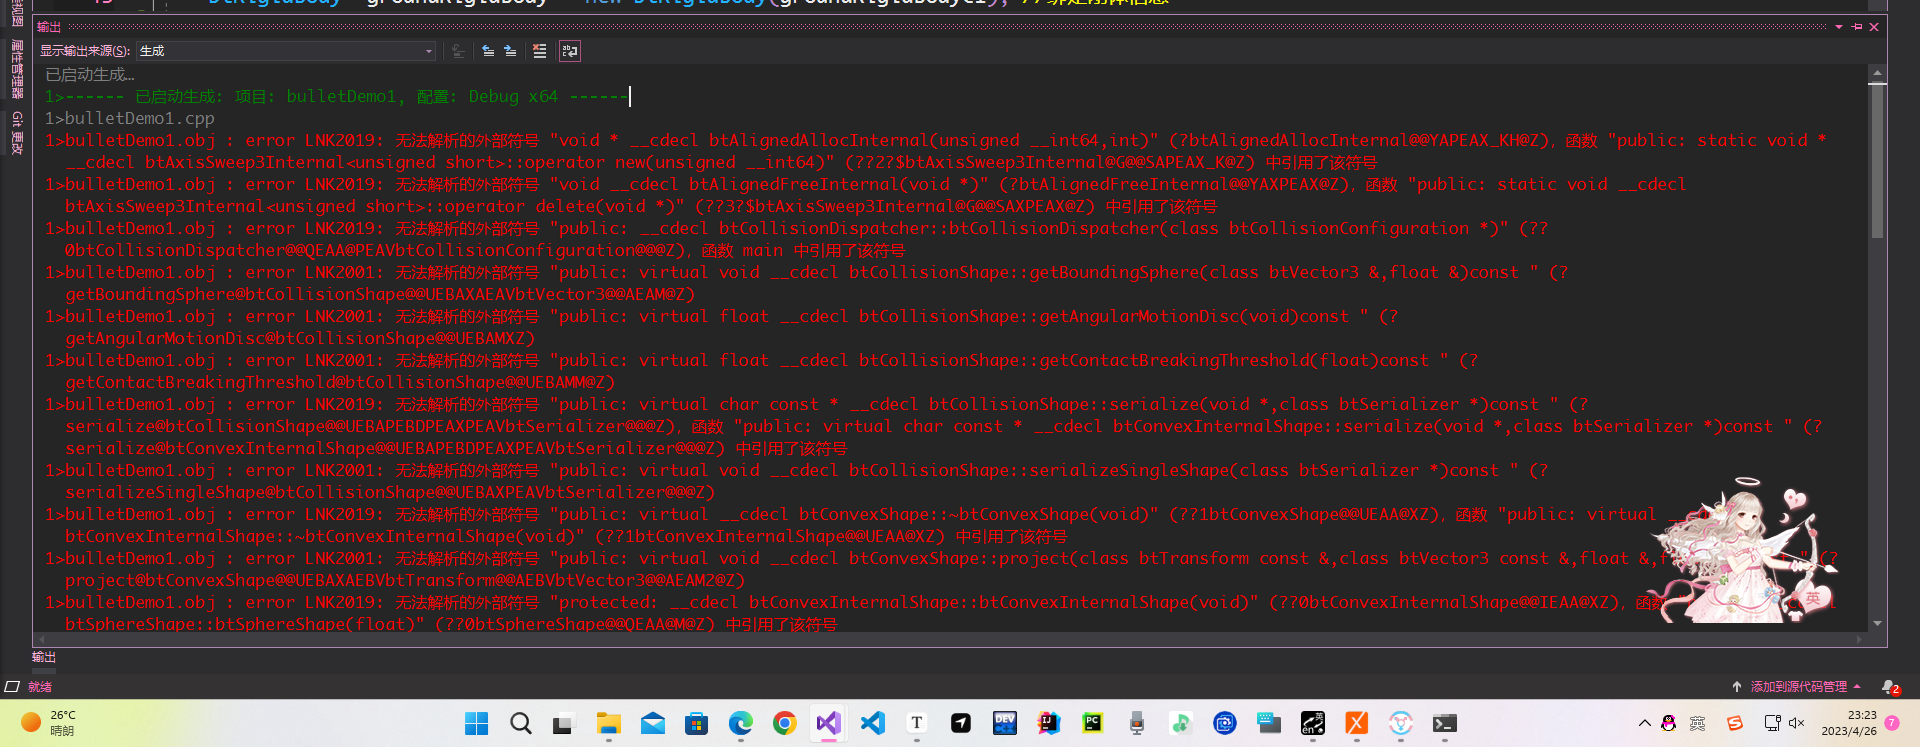 输出
显示输出来源(S): 生成
属性管理器
Git 更改
已启动生成...
1>------ 已启动生成: 项目: bulletDemo1, 配置: Debug x64 ------
1>bulletDemo1.cpp
1>bulletDemo1.obj : error LNK2019: 无法解析的外部符号 "void * __cdecl btAlignedAllocInternal(unsigned __int64,int)" (?btAlignedAllocInternal@@YAPEAX_KH@Z)，函数 "public: static void *
__cdecl btAxisSweep3Internal<unsigned short>::operator new(unsigned __int64)" (??2?$btAxisSweep3Internal@G@@SAPEAX_K@Z) 中引用了该符号
1>bulletDemo1.obj : error LNK2019: 无法解析的外部符号 "void __cdecl btAlignedFreeInternal(void *)" (?btAlignedFreeInternal@@YAXPEAX@Z)，函数 "public: static void __cdecl
btAxisSweep3Internal<unsigned short>::operator delete(void *)" (??3?$btAxisSweep3Internal@G@@SAXPEAX@Z) 中引用了该符号
1>bulletDemo1.obj : error LNK2019: 无法解析的外部符号 "public: __cdecl btCollisionDispatcher::btCollisionDispatcher(class btCollisionConfiguration *)" (??
0btCollisionDispatcher@@QEAA@PEAVbtCollisionConfiguration@@@Z)，函数 main 中引用了该符号
1>bulletDemo1.obj : error LNK2001: 无法解析的外部符号 "public: virtual void __cdecl btCollisionShape::getBoundingSphere(class btVector3 &,float &)const " (?
getBoundingSphere@btCollisionShape@@UEBAXAEAVbtVector3@@AEAM@Z)
1>bulletDemo1.obj : error LNK2001: 无法解析的外部符号 "public: virtual float __cdecl btCollisionShape::getAngularMotionDisc(void)const " (?
getAngularMotionDisc@btCollisionShape@@UEBAMXZ)
1>bulletDemo1.obj : error LNK2001: 无法解析的外部符号 "public: virtual float __cdecl btCollisionShape::getContactBreakingThreshold(float)const " (?
getContactBreakingThreshold@btCollisionShape@@UEBAMM@Z)
1>bulletDemo1.obj : error LNK2019: 无法解析的外部符号 "public: virtual char const * __cdecl btCollisionShape::serialize(void *,class btSerializer *)const " (?
serialize@btCollisionShape@@UEBAPEBDPEAXPEAVbtSerializer@@@Z)，函数 "public: virtual char const * __cdecl btConvexInternalShape::serialize(void *,class btSerializer *)const " (?
serialize@btConvexInternalShape@@UEBAPEBDPEAXPEAVbtSerializer@@@Z) 中引用了该符号
1>bulletDemo1.obj : error LNK2001: 无法解析的外部符号 "public: virtual void __cdecl btCollisionShape::serializeSingleShape(class btSerializer *)const " (?
serializeSingleShape@btCollisionShape@@UEBAXPEAVbtSerializer@@@Z)
1>bulletDemo1.obj : error LNK2019: 无法解析的外部符号 "public: virtual __cdecl btConvexShape::~btConvexShape(void)" (??1btConvexShape@@UEAA@XZ)，函数 "public: virtual
btConvexInternalShape::~btConvexInternalShape(void)" (??1btConvexInternalShape@@UEAA@XZ) 中引用了该符号
1>bulletDemo1.obj : error LNK2001: 无法解析的外部符号 "public: virtual void __cdecl btConvexShape::project(class btTransform const &,class btVector3 const &,float &,f " (?
project@btConvexShape@@UEBAXAEBVbtTransform@@AEBVbtVector3@@AEAM2@Z)
1>bulletDemo1.obj : error LNK2019: 无法解析的外部符号 "protected: __cdecl btConvexInternalShape::btConvexInternalShape(void)" (??0btConvexInternalShape@@IEAA@XZ)，函数
btSphereShape::btSphereShape(float)" (??0btSphereShape@@QEAA@M@Z) 中引用了该符号
英
输出
就绪
添加到源代码管理
2
26°C
晴朗
英
23:23
2023/4/26
7